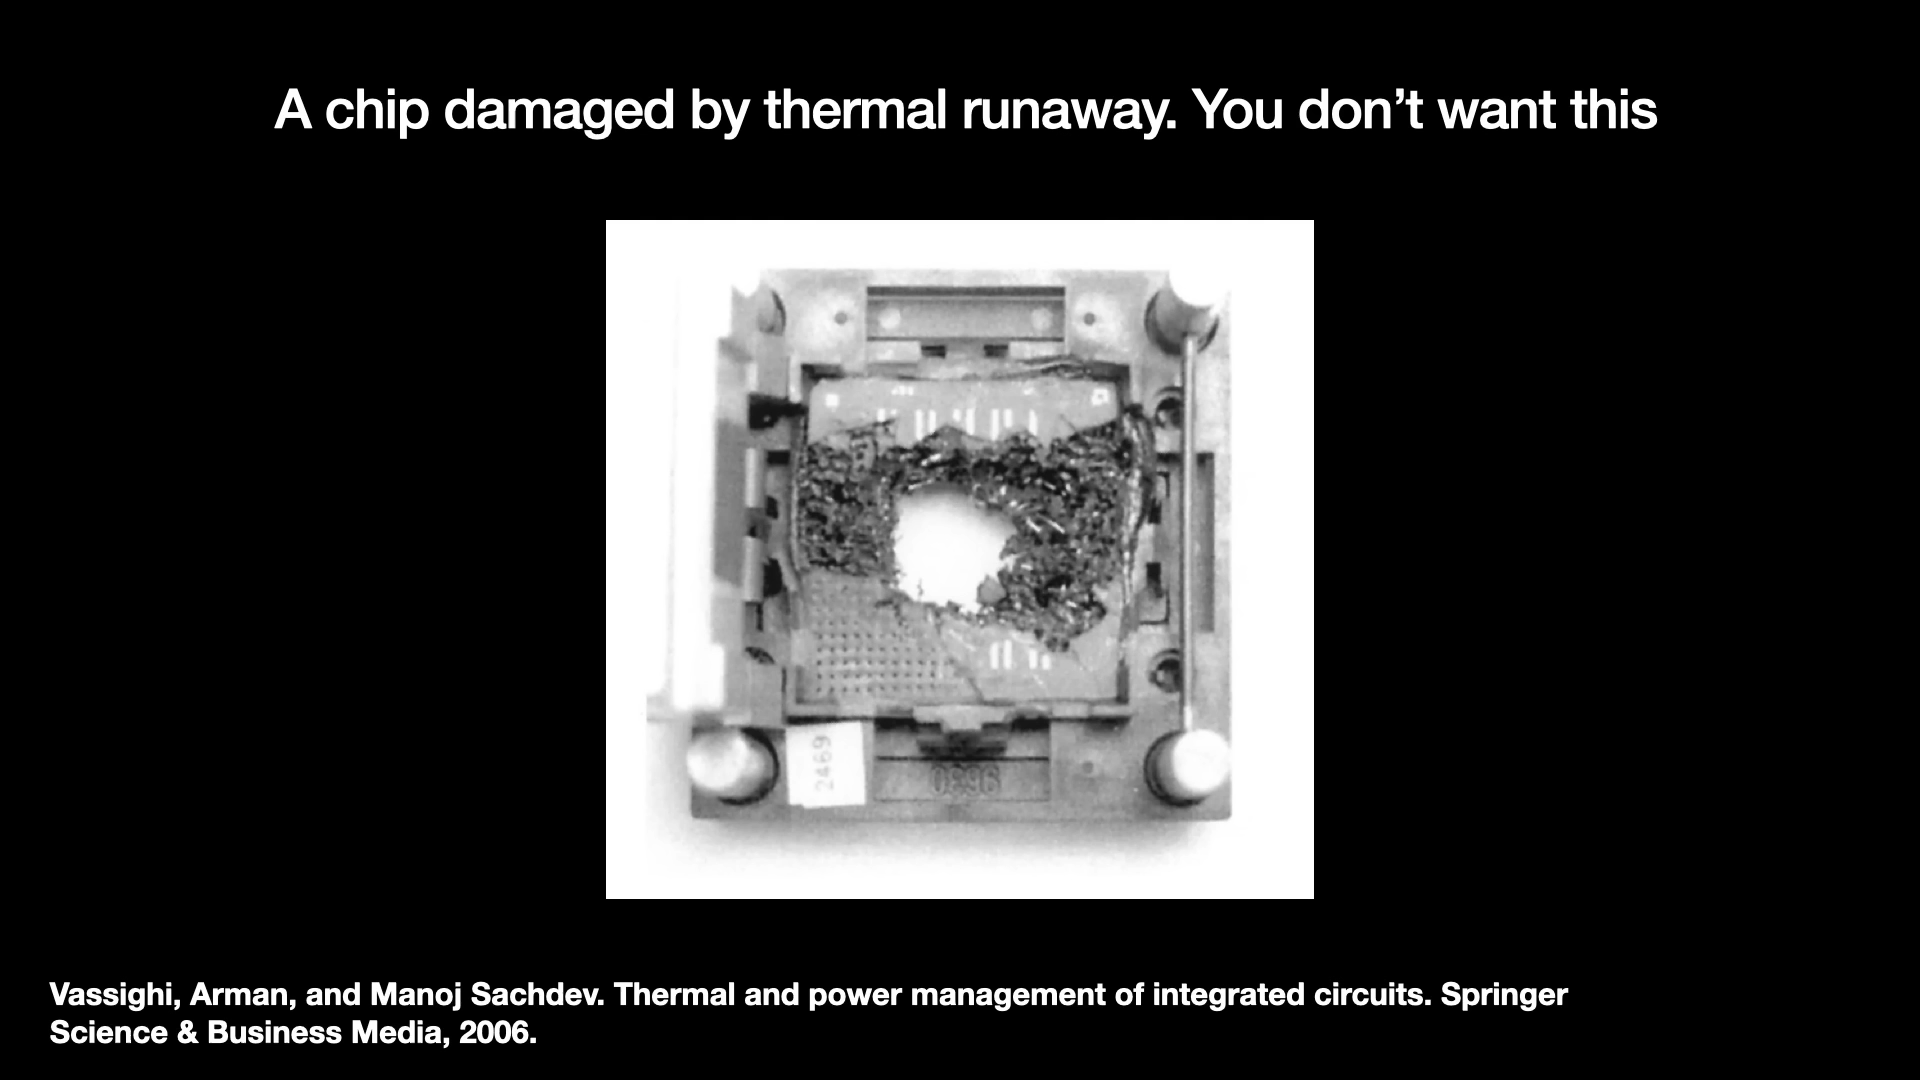 A chip damaged by thermal runaway. You don’t want this
2469
0896
Vassighi, Arman, and Manoj Sachdev. Thermal and power management of integrated circuits. Springer
Science & Business Media, 2006.